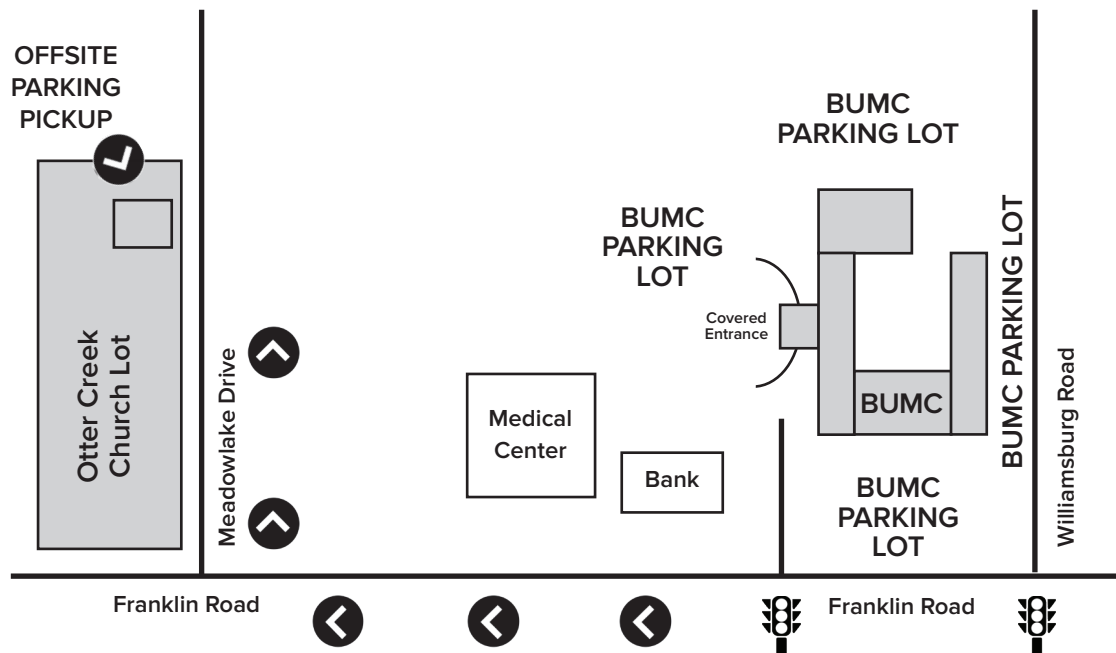 OFFSITE
PARKING
PICKUP
Otter Creek
Church Lot
Meadowlake Drive
Medical
Center
Bank
BUMC
PARKING
LOT
Covered
Entrance
BUMC
PARKING LOT
BUMC
BUMC PARKING LOT
BUMC
PARKING
LOT
Williamsburg Road
Franklin Road
Franklin Road